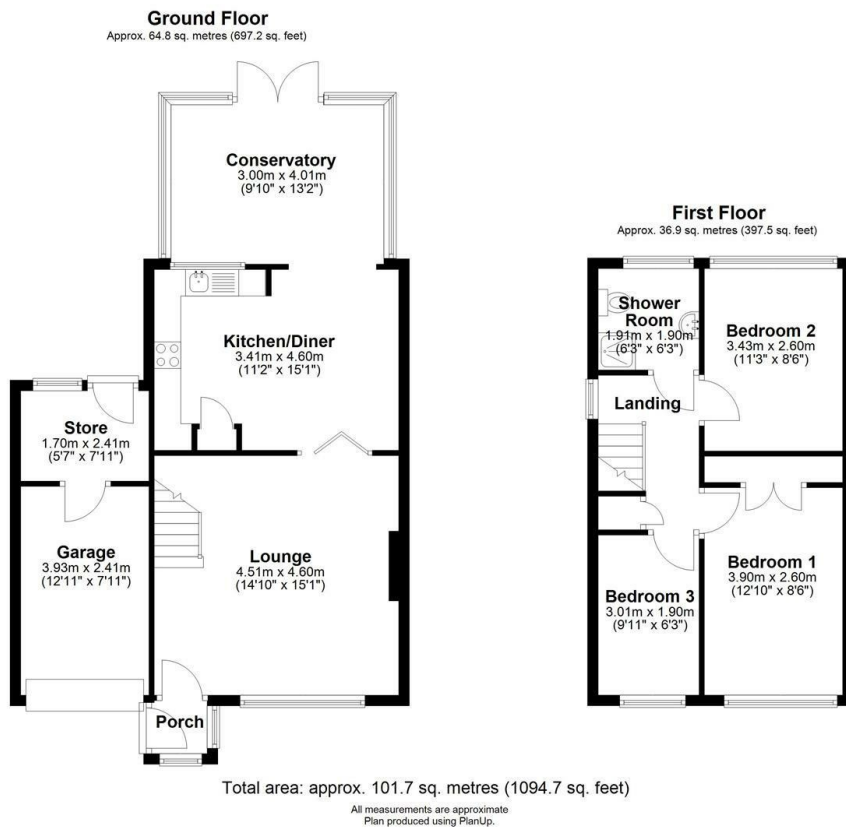 Ground Floor
Approx. 64.8 sq. metres (697.2 sq. feet)
Conservatory
3.00m x 4.01m
(9'10" x 13'2")
Kitchen/Diner
3.41m x 4.60m
(11'2" x 15'1")
Store
1.70m x 2.41m
(5'7" x 7'11")
Garage
3.93m x 2.41m
(12'11" x 7'11")
Lounge
4.51m x 4.60m
(14'10" x 15'1")
Porch
First Floor
Approx. 36.9 sq. metres (397.5 sq. feet)
Shower
Room
1.91m x 1.90m
(6'3" x 6'3")
Bedroom 2
3.43m x 2.60m
(11'3" x 8'6")
Landing
Bedroom 1
3.90m x 2.60m
(12'10" x 8'6")
Bedroom 3
3.01m x 1.90m
(9'11" x 6'3")
Total area: approx. 101.7 sq. metres (1094.7 sq. feet)
All measurements are approximate
Plan produced using PlanUp.